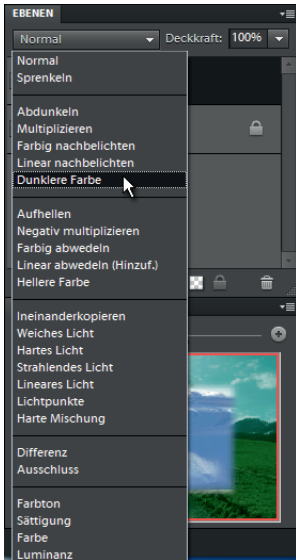 EBENEN
Normal Deckkraft: 100%
Normal
Sprenkeln
Abdunkeln
Multiplizieren
Farbig nachbelichten
Linear nachbelichten
Dunklere Farbe
Aufhellen
Negativ multiplizieren
Farbig abwedeln
Linear abwedeln (Hinzuf.)
Hellere Farbe
Ineinanderkopieren
Weiches Licht
Hartes Licht
Strahlendes Licht
Lineares Licht
Lichtpunkte
Harte Mischung
Differenz
Ausschluss
Farbton
Sättigung
Farbe
Luminanz